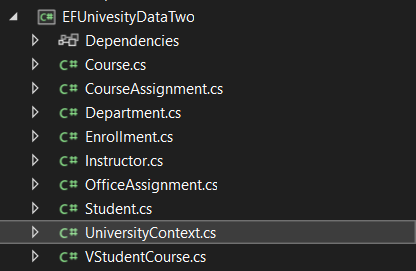 C# EFUnivesityDataTwo
Dependencies
C# Course.cs
C# CourseAssignment.cs
C# Department.cs
C# Enrollment.cs
C# Instructor.cs
C# OfficeAssignment.cs
C# Student.cs
C# UniversityContext.cs
C# VStudentCourse.cs